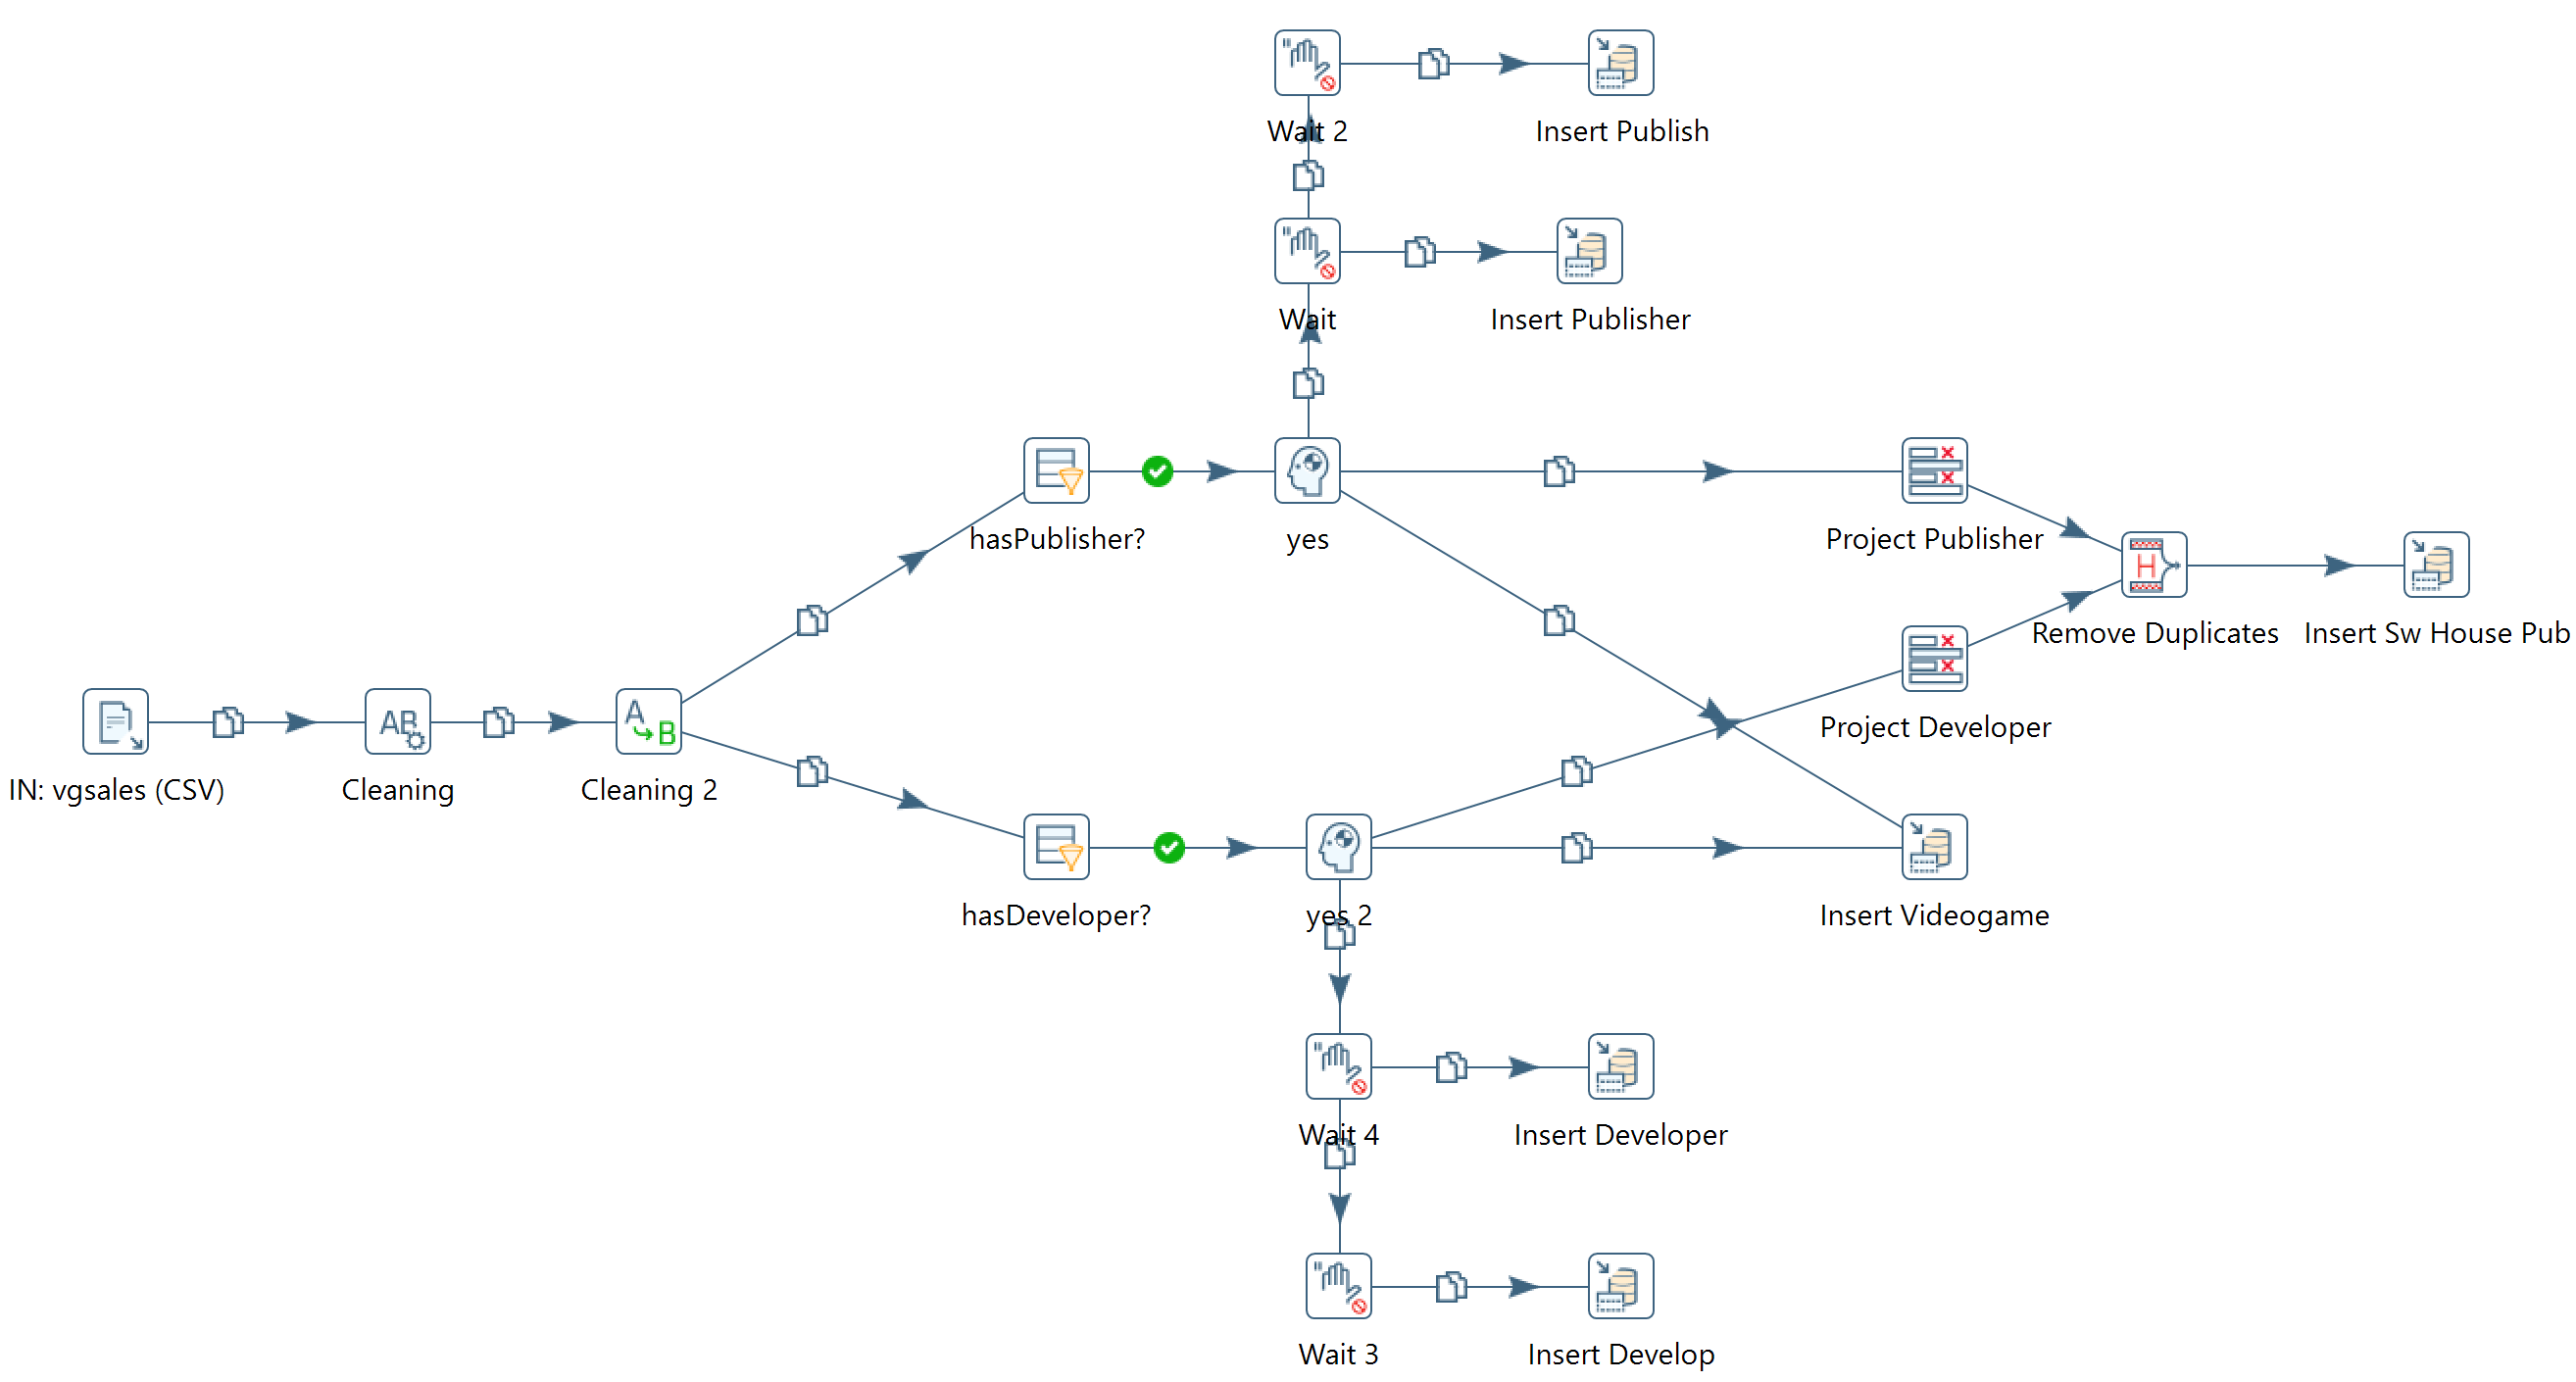 Wait 2
Insert Publish
Wait
Insert Publisher
hasPublisher?
yes
Project Publisher
Remove Duplicates
Insert Sw House Pub
Project Developer
IN: vgsales (CSV)
Cleaning
Cleaning 2
hasDeveloper?
yes 2
Insert Videogame
Wait 4
Insert Developer
Wait 3
Insert Develop